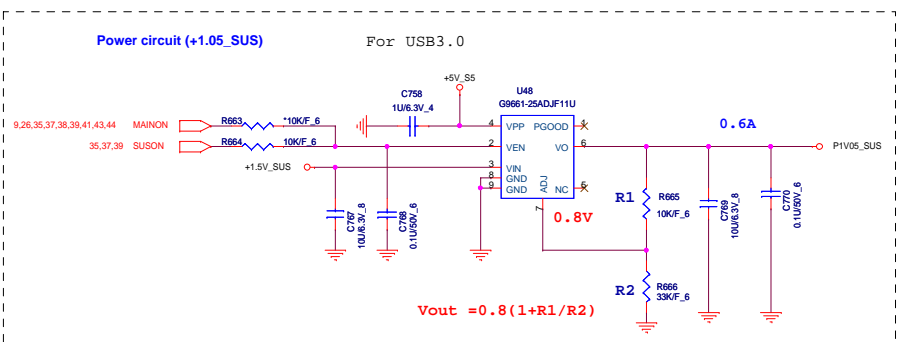 Power circuit (+1.05_SUS)
For USB3.0
+5V_S5
U48
G9661-25ADJF11U
C758
1U/6.3V_4
9,26,35,37,38,39,41,43,44 MAINON
R663 *10K/F_6
35,37,39 SUSON
R664 10K/F_6
+1.5V_SUS
4 VPP PGOOD 1
2 VEN VO 6
3 VIN
8 GND
9 GND ADJ NC 5
7
0.8V
0.6A
P1V05_SUS
C767
10U/6.3V_8
C768
0.1U/50V_6
R1
R665
10K/F_6
C769
10U/6.3V_8
C770
0.1U/50V_6
R2
R666
33K/F_6
Vout =0.8(1+R1/R2)